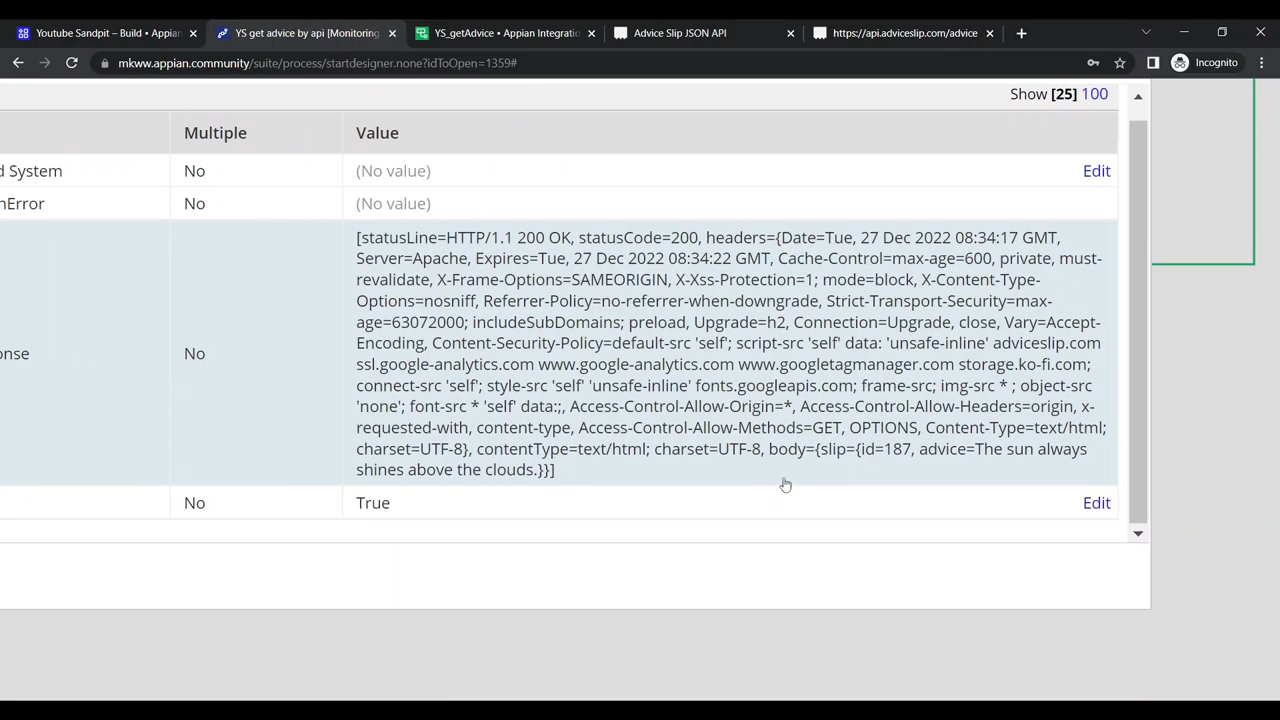 Youtube Sandpit – Build • Appian
YS get advice by api [Monitoring
YS_getAdvice • Appian Integratio
Advice Slip JSON API
https://api.adviceslip.com/advice
mkww.appian.community/suite/process/startdesigner.none?idToOpen=1359#
Incognito
Show [25] 100
Multiple
Value
d System
No
(No value)
Edit
nError
No
(No value)
[statusLine=HTTP/1.1 200 OK, statusCode=200, headers={Date=Tue, 27 Dec 2022 08:34:17 GMT,
Server=Apache, Expires=Tue, 27 Dec 2022 08:34:22 GMT, Cache-Control=max-age=600, private, must-
revalidate, X-Frame-Options=SAMEORIGIN, X-Xss-Protection=1; mode=block, X-Content-Type-
Options=nosniff, Referrer-Policy=no-referrer-when-downgrade, Strict-Transport-Security=max-
age=63072000; includeSubDomains; preload, Upgrade=h2, Connection=Upgrade, close, Vary=Accept-
Encoding, Content-Security-Policy=default-src 'self'; script-src 'self' data: 'unsafe-inline' adviceslip.com
ssl.google-analytics.com www.google-analytics.com www.googletagmanager.com storage.ko-fi.com;
connect-src 'self'; style-src 'self' 'unsafe-inline' fonts.googleapis.com; frame-src; img-src * ; object-src
'none'; font-src * 'self' data:;, Access-Control-Allow-Origin=*, Access-Control-Allow-Headers=origin, x-
requested-with, content-type, Access-Control-Allow-Methods=GET, OPTIONS, Content-Type=text/html;
charset=UTF-8}, contentType=text/html; charset=UTF-8, body={slip={id=187, advice=The sun always
shines above the clouds.}}]
onse
No
No
True
Edit